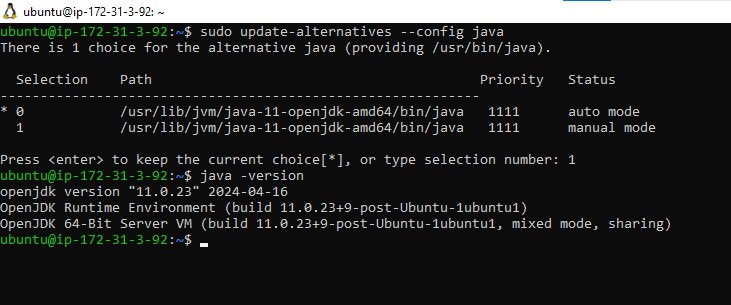 ubuntu@ip-172-31-3-92: ~
ubuntu@ip-172-31-3-92:~$ sudo update-alternatives --config java
There is 1 choice for the alternative java (providing /usr/bin/java).
Selection Path Priority Status
------------------------------------------------------------
* 0 /usr/lib/jvm/java-11-openjdk-amd64/bin/java 1111 auto mode
1 /usr/lib/jvm/java-11-openjdk-amd64/bin/java 1111 manual mode
Press <enter> to keep the current choice[*], or type selection number: 1
ubuntu@ip-172-31-3-92:~$ java -version
openjdk version "11.0.23" 2024-04-16
OpenJDK Runtime Environment (build 11.0.23+9-post-Ubuntu-1ubuntu1)
OpenJDK 64-Bit Server VM (build 11.0.23+9-post-Ubuntu-1ubuntu1, mixed mode, sharing)
ubuntu@ip-172-31-3-92:~$